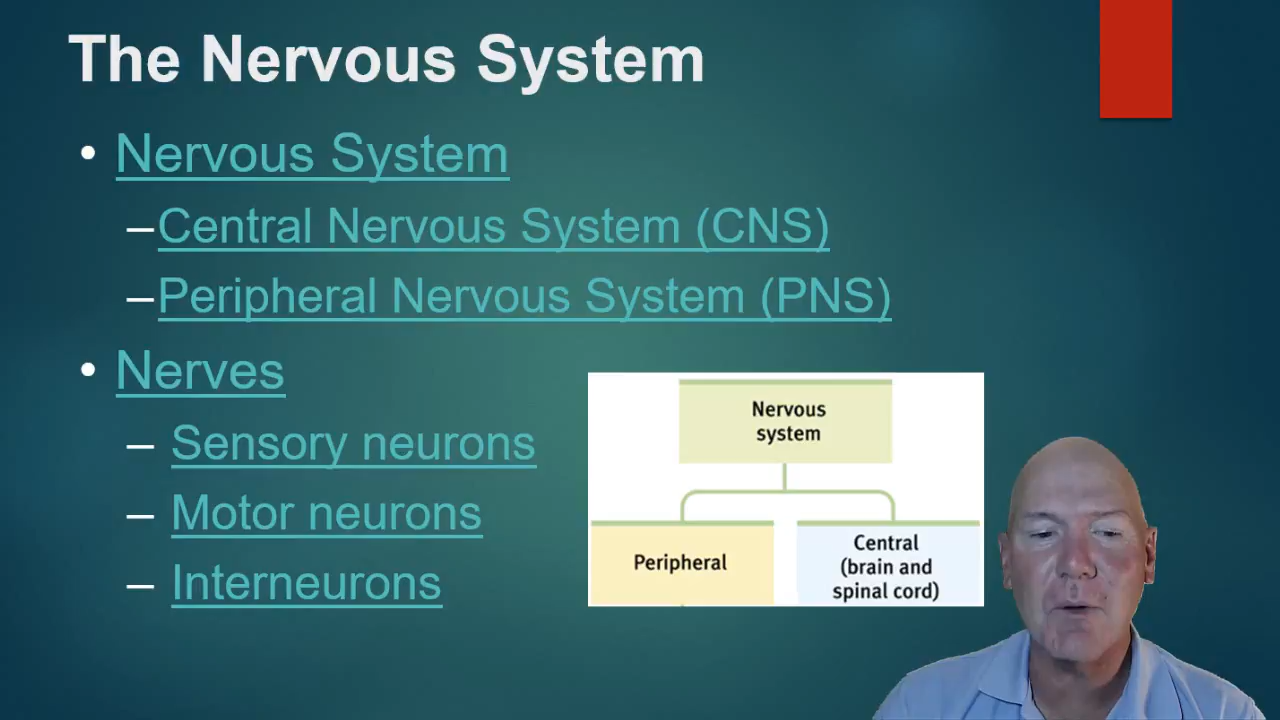 The Nervous System
• Nervous System
–Central Nervous System (CNS)
–Peripheral Nervous System (PNS)
• Nerves
– Sensory neurons
– Motor neurons
– Interneurons
Nervous
system
Peripheral
Central
(brain and
spinal cord)